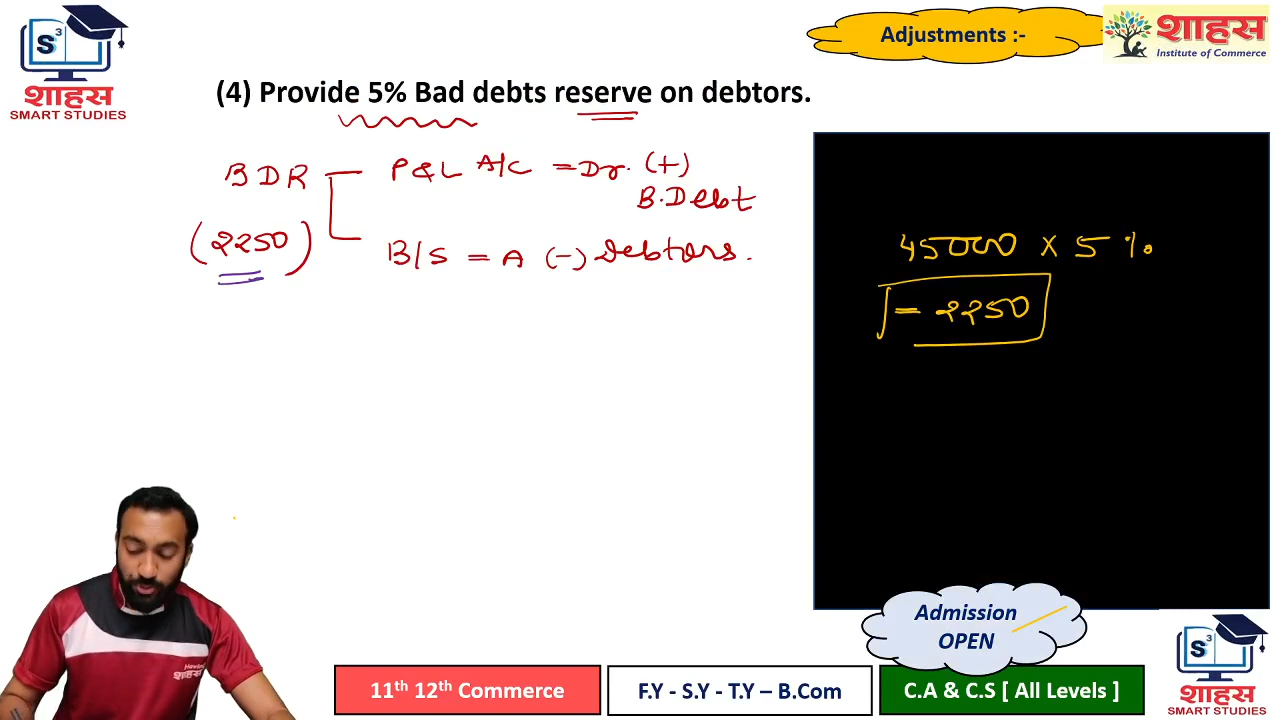 S³
शाहस
SMART STUDIES
Adjustments :-
शाहस
Institute of Commerce
(4) Provide 5% Bad debts reserve on debtors.
BDR
(2250)
P&L A/C = Dr. (+)
B.Debt
B/S = A (-) Debtors.
45000 x 5 %
= 2250
शाहस
Admission
OPEN
11th 12th Commerce
F.Y - S.Y - T.Y – B.Com
C.A & C.S [ All Levels ]
S³
शाहस
SMART STUDIES